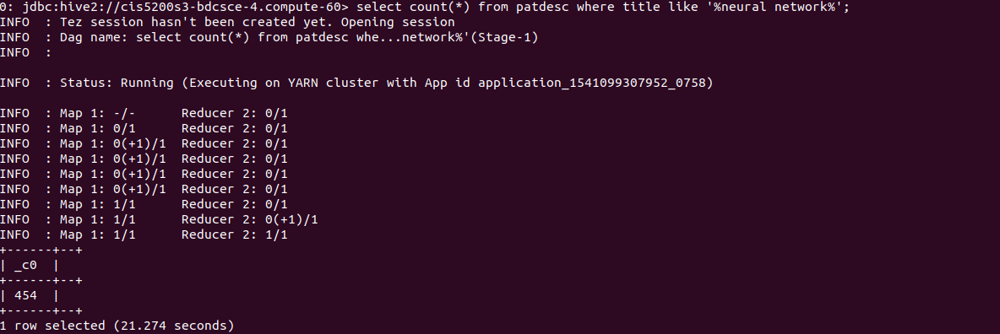 0: jdbc:hive2://cis5200s3-bdcsce-4.compute-60> select count(*) from patdesc where title like '%neural network%';
INFO  : Tez session hasn't been created yet. Opening session
INFO  : Dag name: select count(*) from patdesc whe...network%'(Stage-1)
INFO  :
INFO  : Status: Running (Executing on YARN cluster with App id application_1541099307952_0758)
INFO  : Map 1: -/-      Reducer 2: 0/1
INFO  : Map 1: 0/1      Reducer 2: 0/1
INFO  : Map 1: 0(+1)/1  Reducer 2: 0/1
INFO  : Map 1: 0(+1)/1  Reducer 2: 0/1
INFO  : Map 1: 0(+1)/1  Reducer 2: 0/1
INFO  : Map 1: 0(+1)/1  Reducer 2: 0/1
INFO  : Map 1: 1/1      Reducer 2: 0/1
INFO  : Map 1: 1/1      Reducer 2: 0(+1)/1
INFO  : Map 1: 1/1      Reducer 2: 1/1
+------+--+
| _c0  |
+------+--+
| 454  |
+------+--+
1 row selected (21.274 seconds)